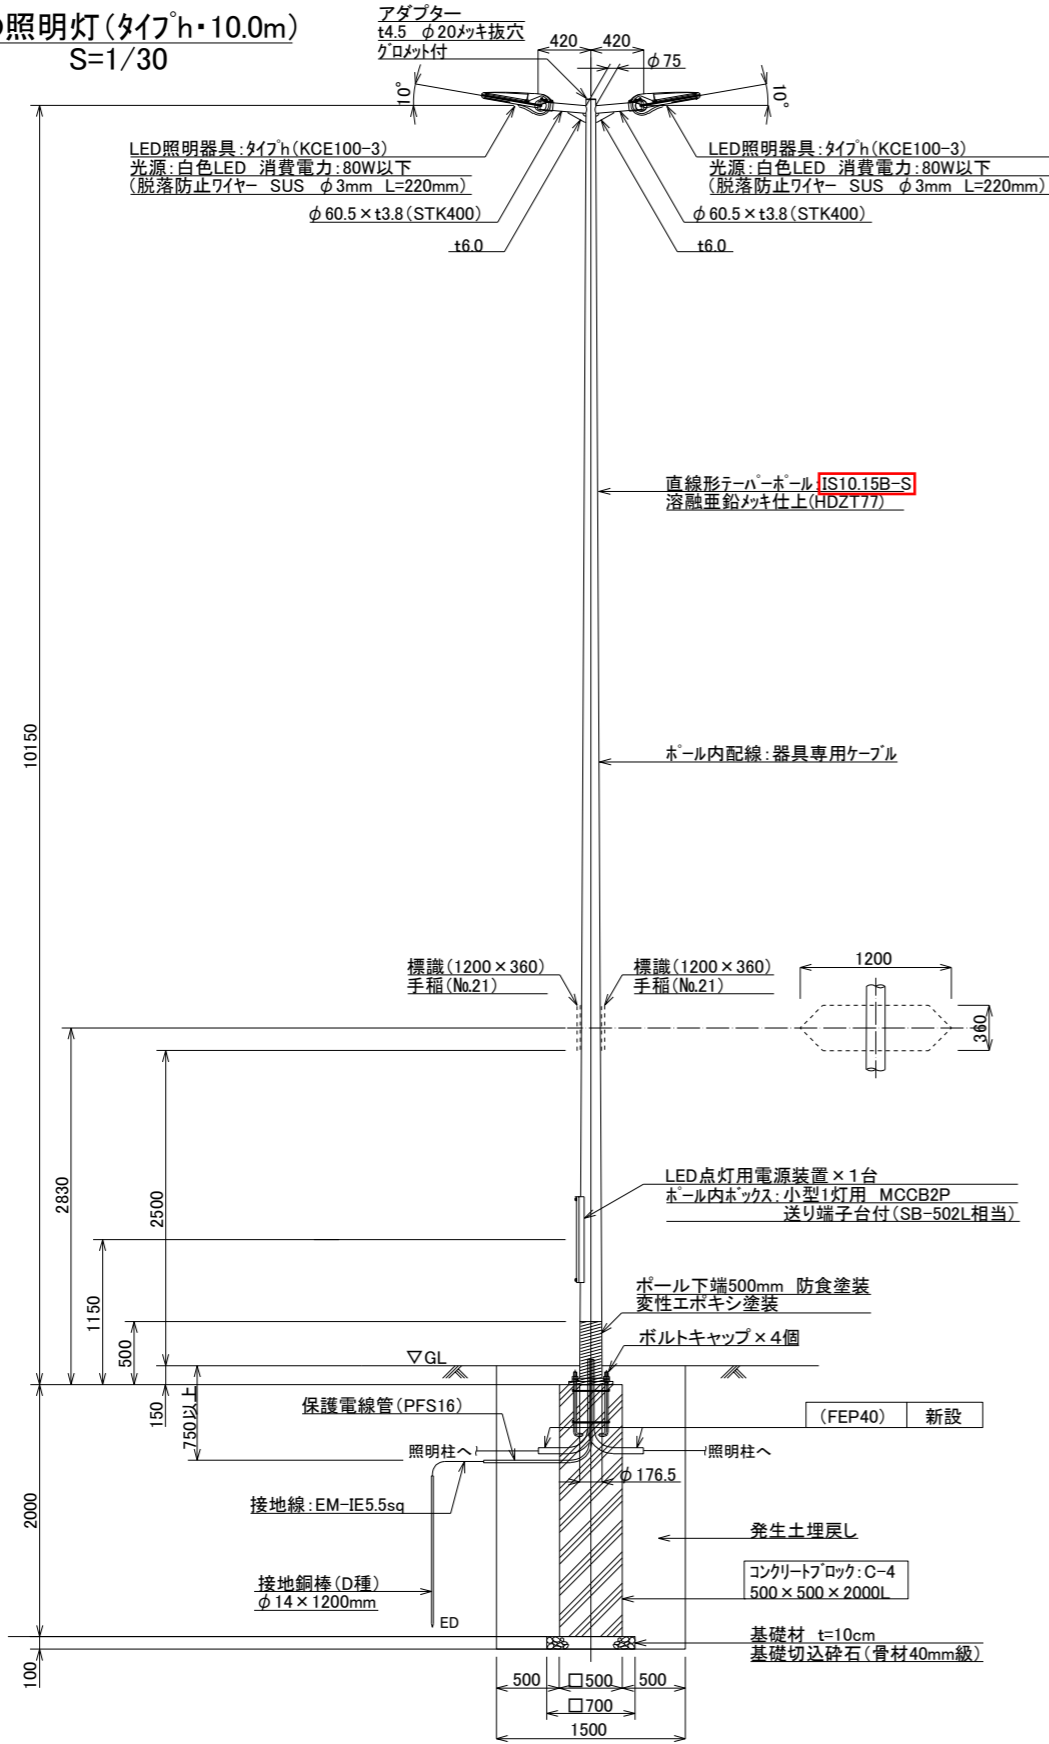 照明灯(タイプh・10.0m)
S=1/30
アダプター
t4.5 φ20メッキ抜穴
グロメット付
420
420
φ75
10°
10°
LED照明器具:タイプh(KCE100-3)
光源:白色LED 消費電力:80W以下
(脱落防止ワイヤー SUS φ3mm L=220mm)
LED照明器具:タイプh(KCE100-3)
光源:白色LED 消費電力:80W以下
(脱落防止ワイヤー SUS φ3mm L=220mm)
φ60.5×t3.8(STK400)
φ60.5×t3.8(STK400)
t6.0
t6.0
直線形テーパーポール:IS10.15B-S
溶融亜鉛メッキ仕上(HDZT77)
10150
ポール内配線:器具専用ケーブル
標識(1200×360)
手稲(No.21)
標識(1200×360)
手稲(No.21)
1200
360
LED点灯用電源装置×1台
ポール内ボックス:小型1灯用 MCCB2P
送り端子台付(SB-502L相当)
2830
2500
1150
500
ポール下端500mm 防食塗装
変性エポキシ塗装
ボルトキャップ×4個
▽GL
150
750以上
保護電線管(PFS16)
(FEP40) 新設
照明柱へ
照明柱へ
φ176.5
接地線:EM-IE5.5sq
2000
発生土埋戻し
コンクリートブロック:C-4
500×500×2000L
接地銅棒(D種)
φ14×1200mm
ED
基礎材 t=10cm
基礎切込砕石(骨材40mm級)
100
500
□500
500
□700
1500